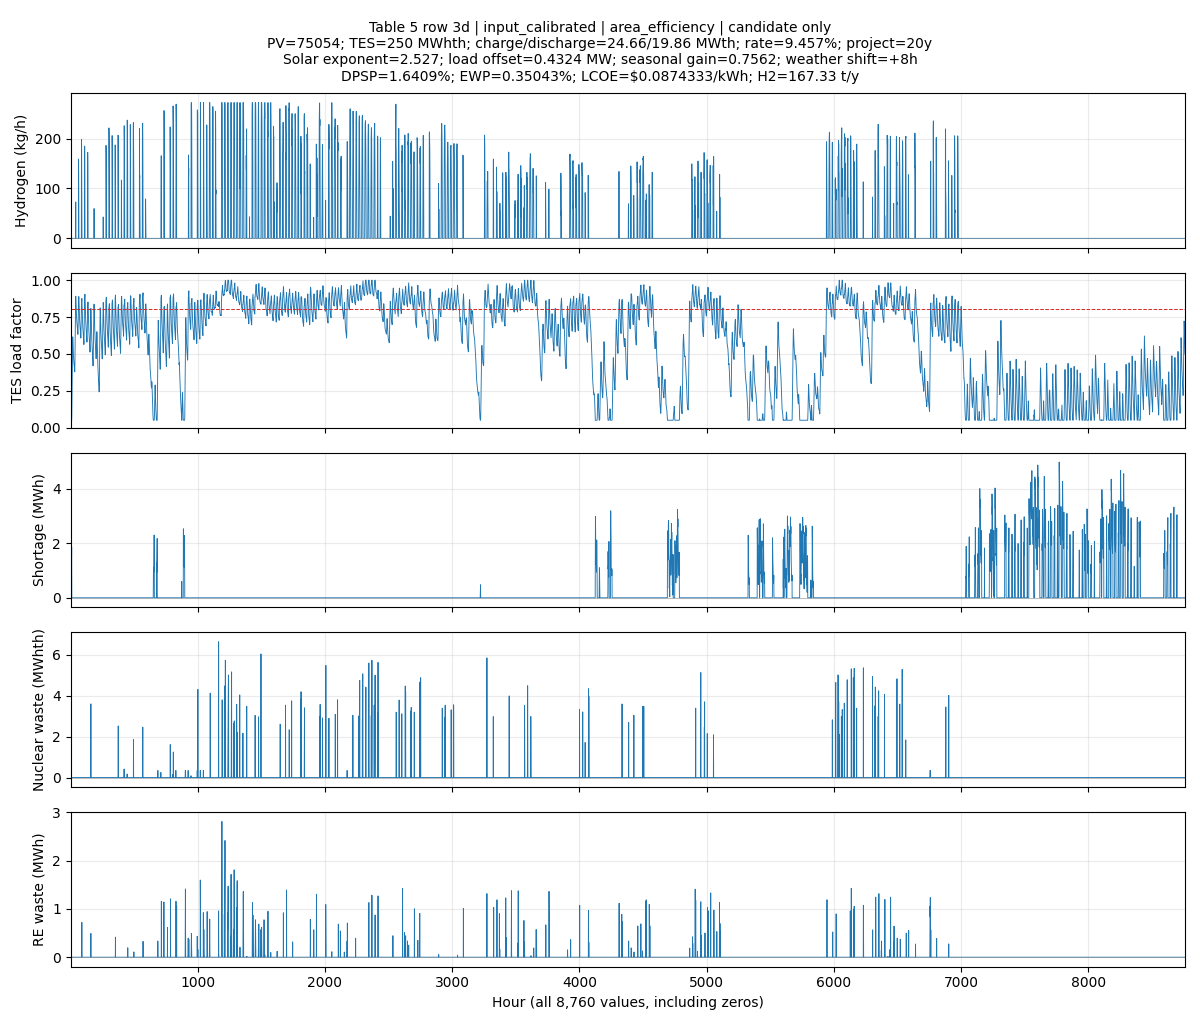 Table 5 row 3d | input_calibrated | area_efficiency | candidate only
PV=75054; TES=250 MWhth; charge/discharge=24.66/19.86 MWth; rate=9.457%; project=20y
Solar exponent=2.527; load offset=0.4324 MW; seasonal gain=0.7562; weather shift=+8h
DPSP=1.6409%; EWP=0.35043%; LCOE=$0.0874333/kWh; H2=167.33 t/y
Hydrogen (kg/h)
200
100
0
TES load factor
1.00
0.75
0.50
0.25
0.00
Shortage (MWh)
4
2
0
Nuclear waste (MWhth)
6
4
2
0
RE waste (MWh)
3
2
1
0
1000 2000 3000 4000 5000 6000 7000 8000
Hour (all 8,760 values, including zeros)